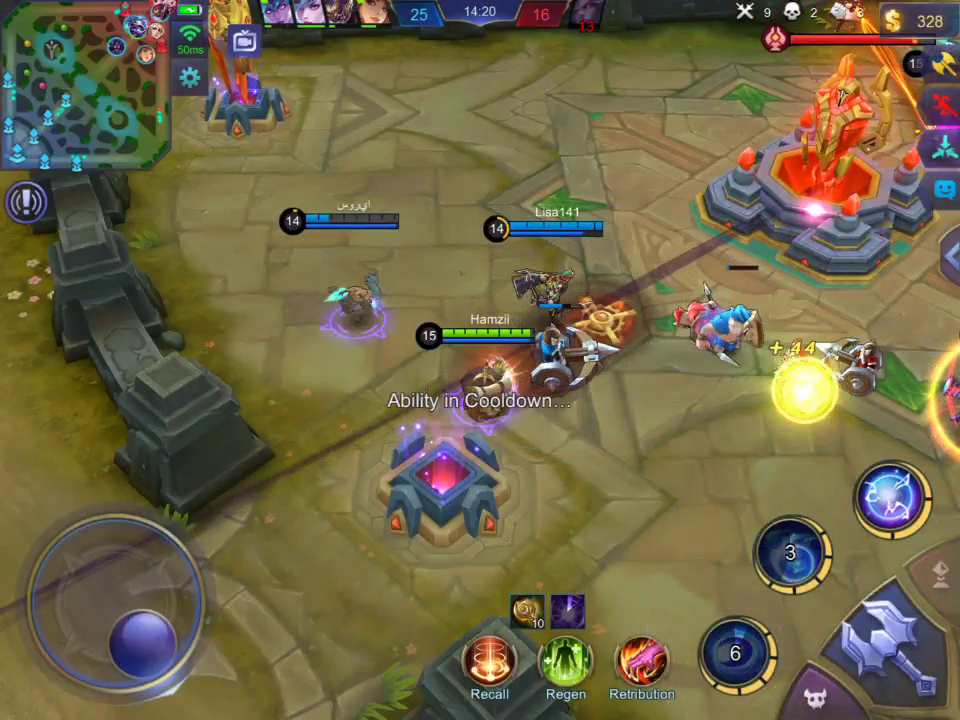 25
14:20
16
9
2
3
50ms
13
328
15
14
ايروس
14
Lisa141
15
Hamzii
+44
Ability in Cooldown...
3
10
6
Recall
Regen
Retribution